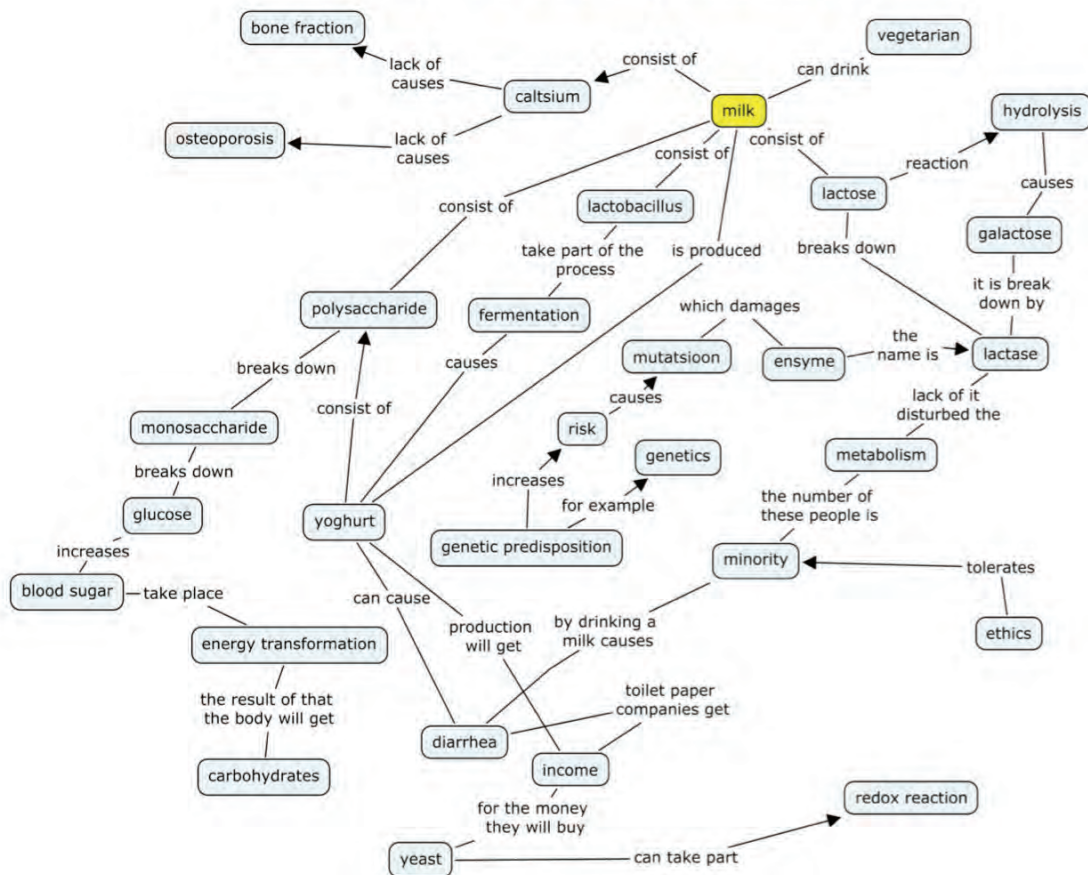 bone fraction
vegetarian
lack of
causes
consist of
can drink
caltsium
milk
hydrolysis
osteoporosis
lack of
causes
consist of
consist of
reaction
lactose
causes
consist of
lactobacillus
galactose
take part of the
process
is produced
breaks down
it is break
down by
polysaccharide
fermentation
which damages
the
name is
mutatsioon
ensyme
lactase
breaks down
causes
causes
lack of it
disturbed the
consist of
monosaccharide
risk
genetics
metabolism
breaks down
increases
for example
the number of
these people is
glucose
yoghurt
genetic predisposition
minority
increases
blood sugar
take place
can cause
tolerates
production
will get
by drinking a
milk causes
ethics
energy transformation
the result of that
the body will get
toilet paper
companies get
diarrhea
carbohydrates
income
redox reaction
for the money
they will buy
yeast
can take part